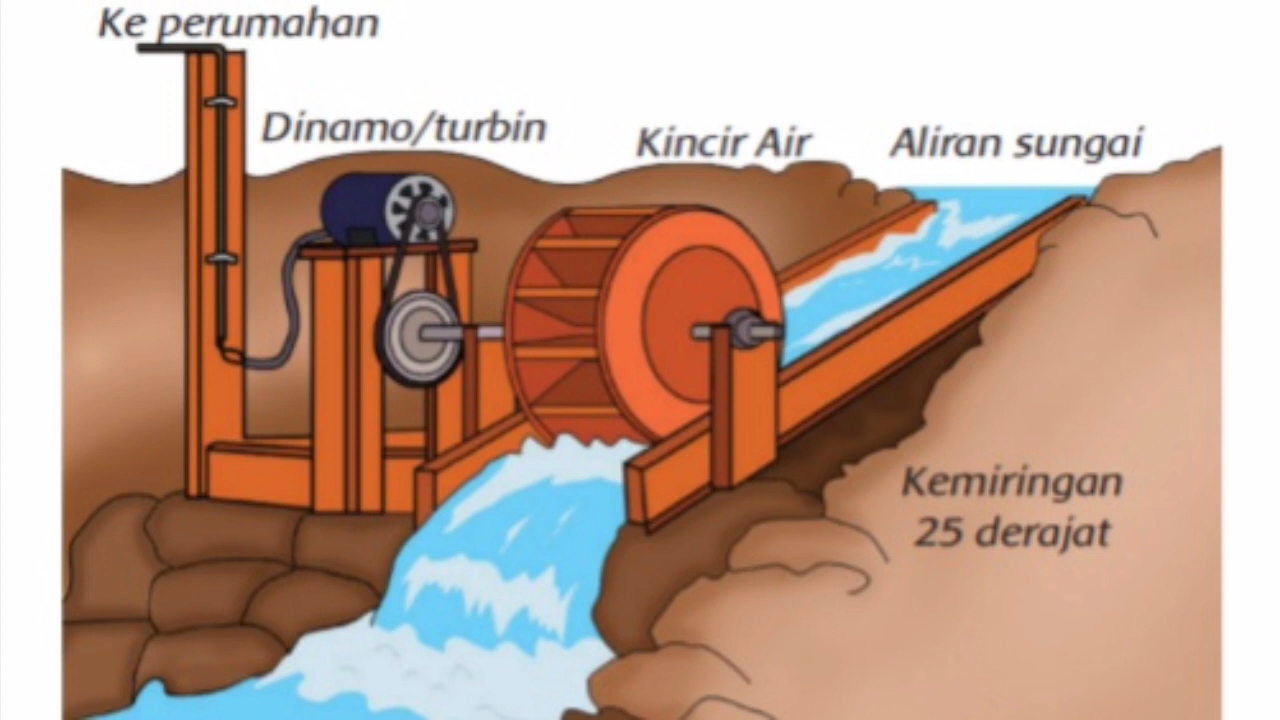 Ke perumahan
Dinamo/turbin
Kincir Air
Aliran sungai
Kemiringan
25 derajat